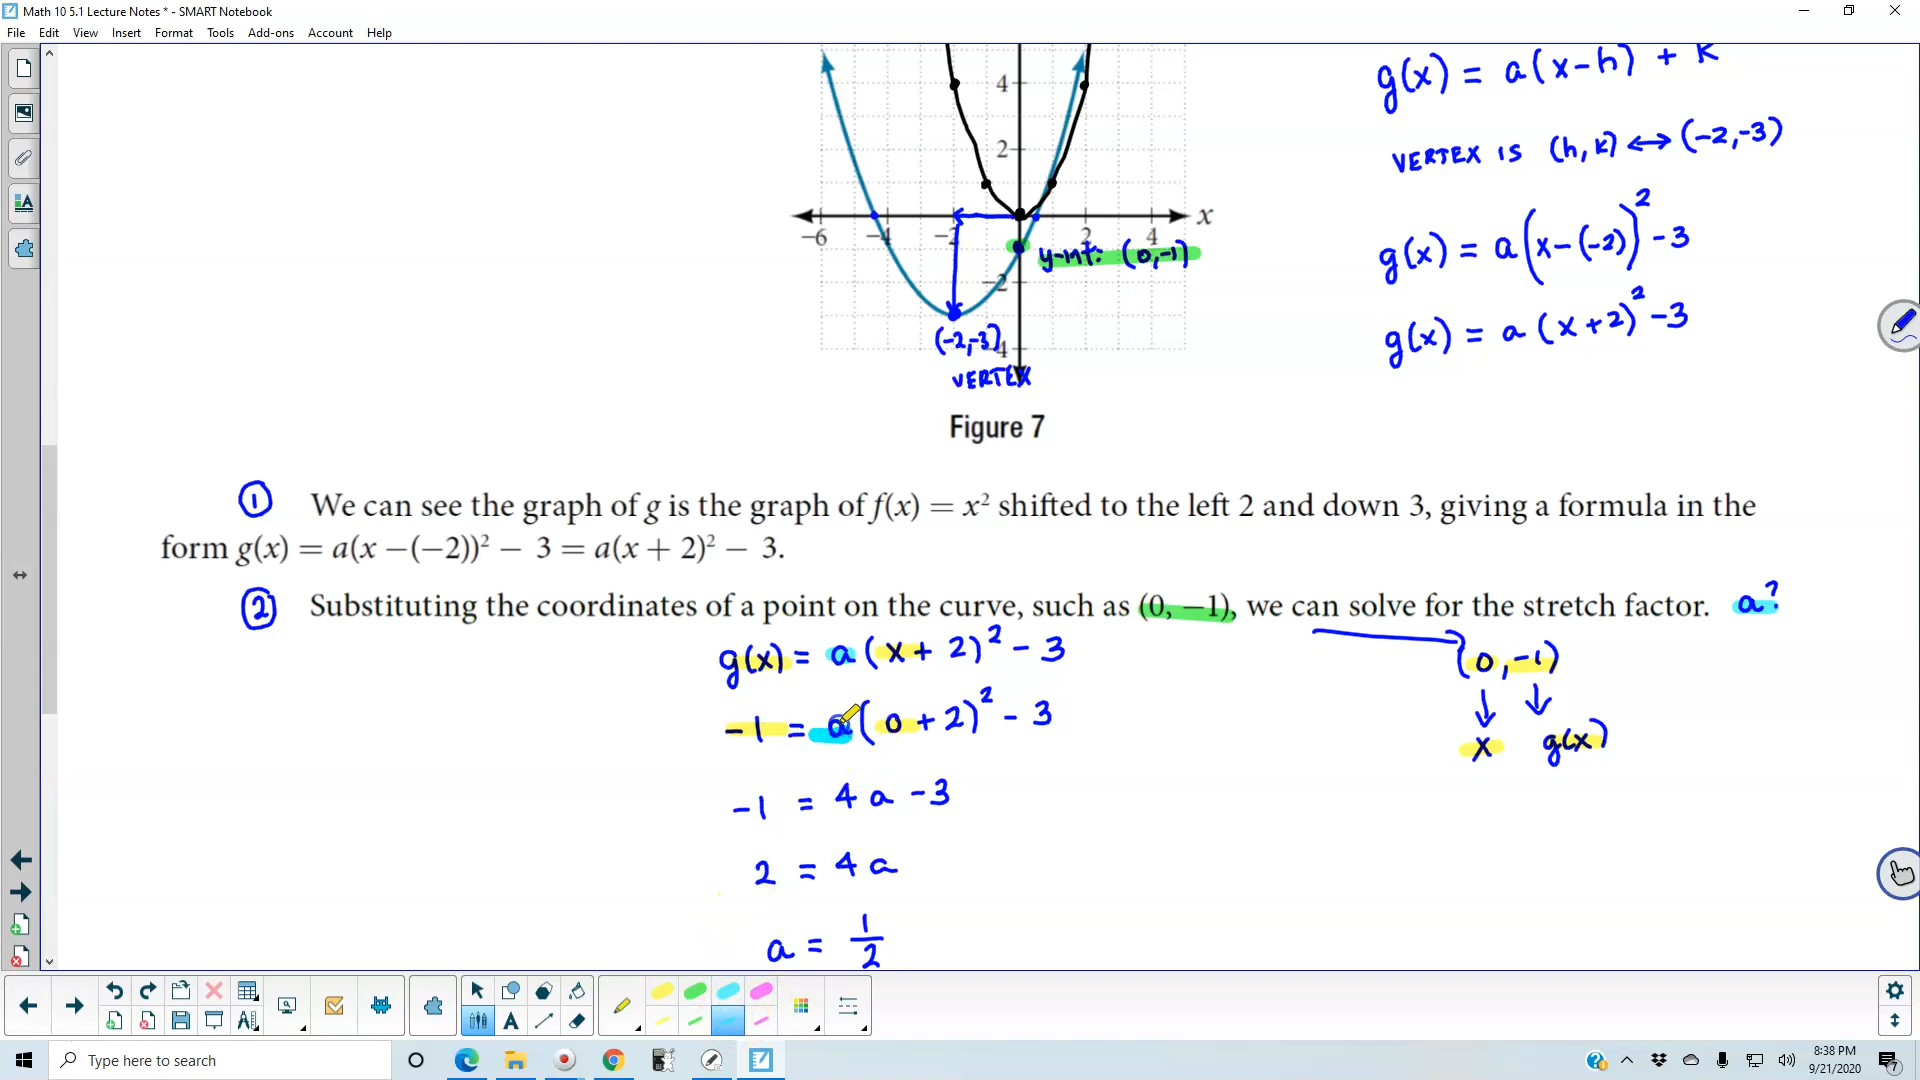 Math 10 5.1 Lecture Notes * - SMART Notebook
File Edit View Insert Format Tools Add-ons Account Help
g(x) = a(x-h) + k
VERTEX IS (h, k) ↔ (-2, -3)
g(x) = a(x-(-2))² - 3
g(x) = a(x+2)² - 3
4
2
-6 -4 -2 2 4 x
y-int: (0,-1)
-2
(-2,-3)
-4
VERTEX
Figure 7
① We can see the graph of g is the graph of f(x) = x² shifted to the left 2 and down 3, giving a formula in the
form g(x) = a(x −(−2))² − 3 = a(x + 2)² − 3.
② Substituting the coordinates of a point on the curve, such as (0, −1), we can solve for the stretch factor. a?
g(x) = a(x+2)² - 3
(0,-1)
↓ ↓
x g(x)
-1 = a(0+2)² - 3
-1 = 4a - 3
2 = 4a
a = 1/2
A
Type here to search
8:38 PM
9/21/2020
7